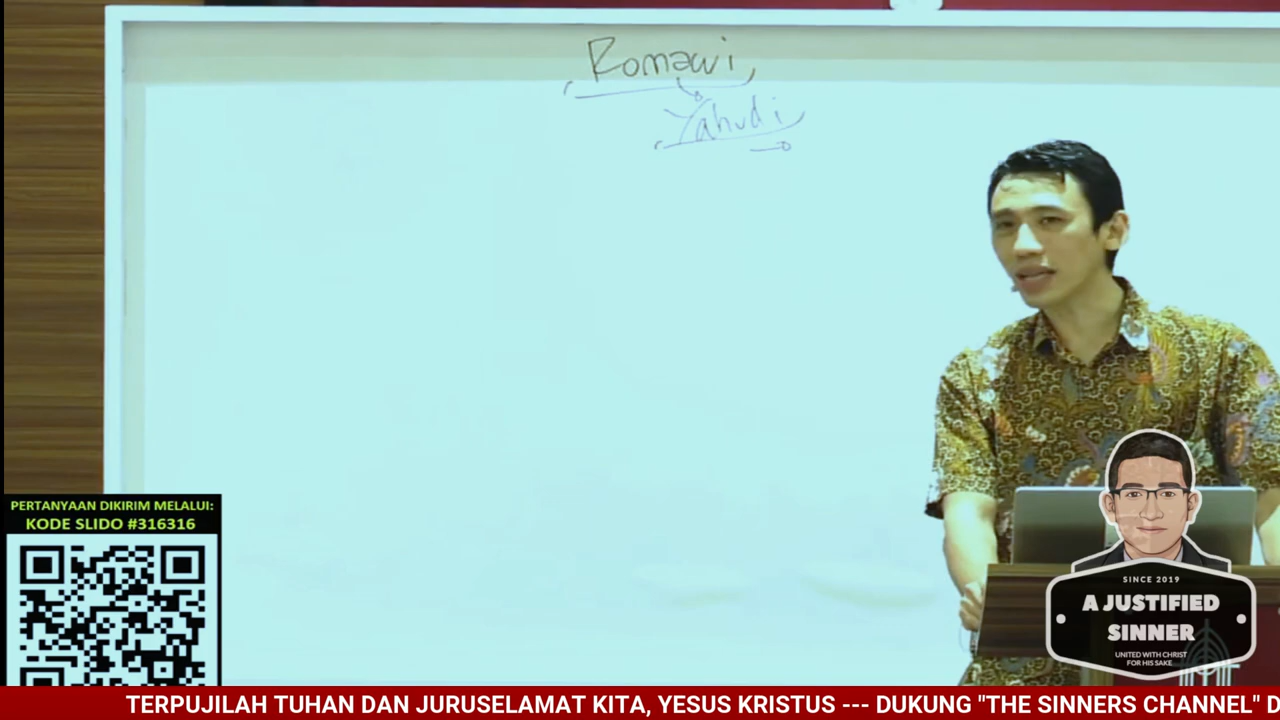 Romawi
Yahudi
PERTANYAAN DIKIRIM MELALUI:
KODE SLIDO #316316
SINCE 2019
A JUSTIFIED
SINNER
UNITED WITH CHRIST
FOR HIS SAKE
TERPUJILAH TUHAN DAN JURUSELAMAT KITA, YESUS KRISTUS --- DUKUNG "THE SINNERS CHANNEL" D